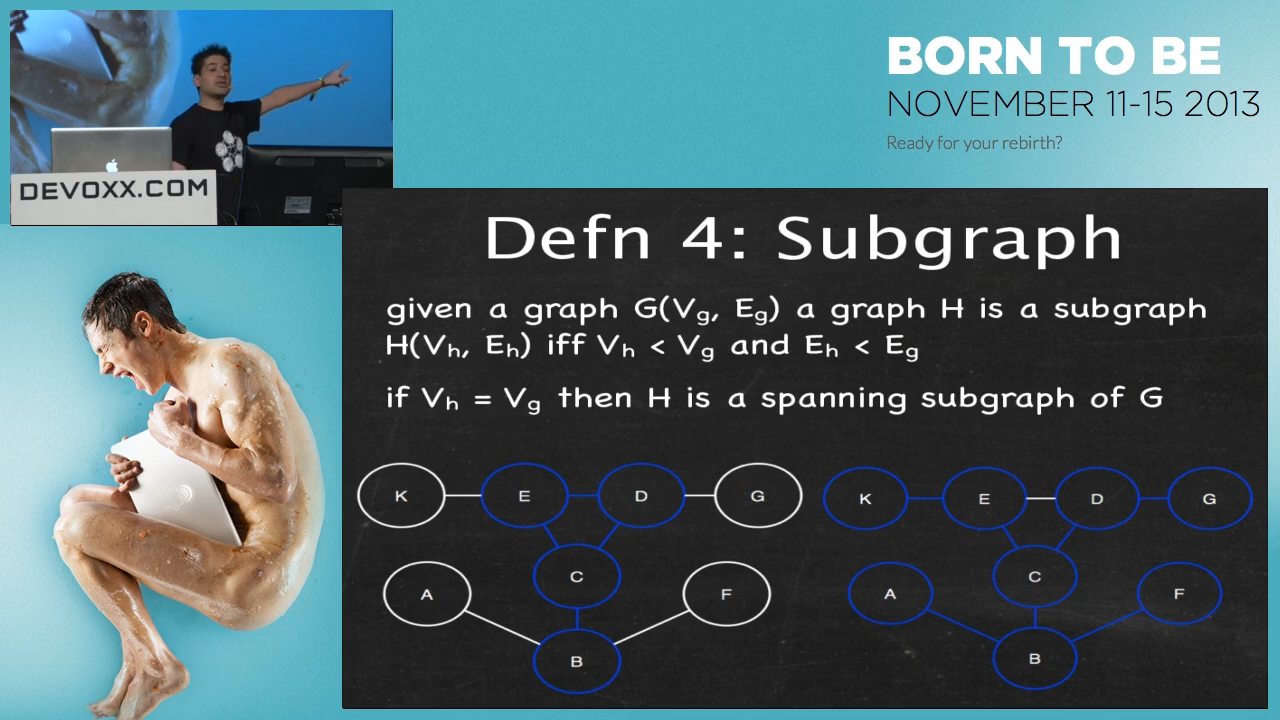 BORN TO BE
NOVEMBER 11-15 2013
Ready for your rebirth?
DEVOXX.COM
Defn 4: Subgraph
given a graph G(Vg, Eg) a graph H is a subgraph
H(Vh, Eh) iff Vh < Vg and Eh < Eg
if Vh = Vg then H is a spanning subgraph of G
K E D G
C
A F
B
K E D G
C
A F
B